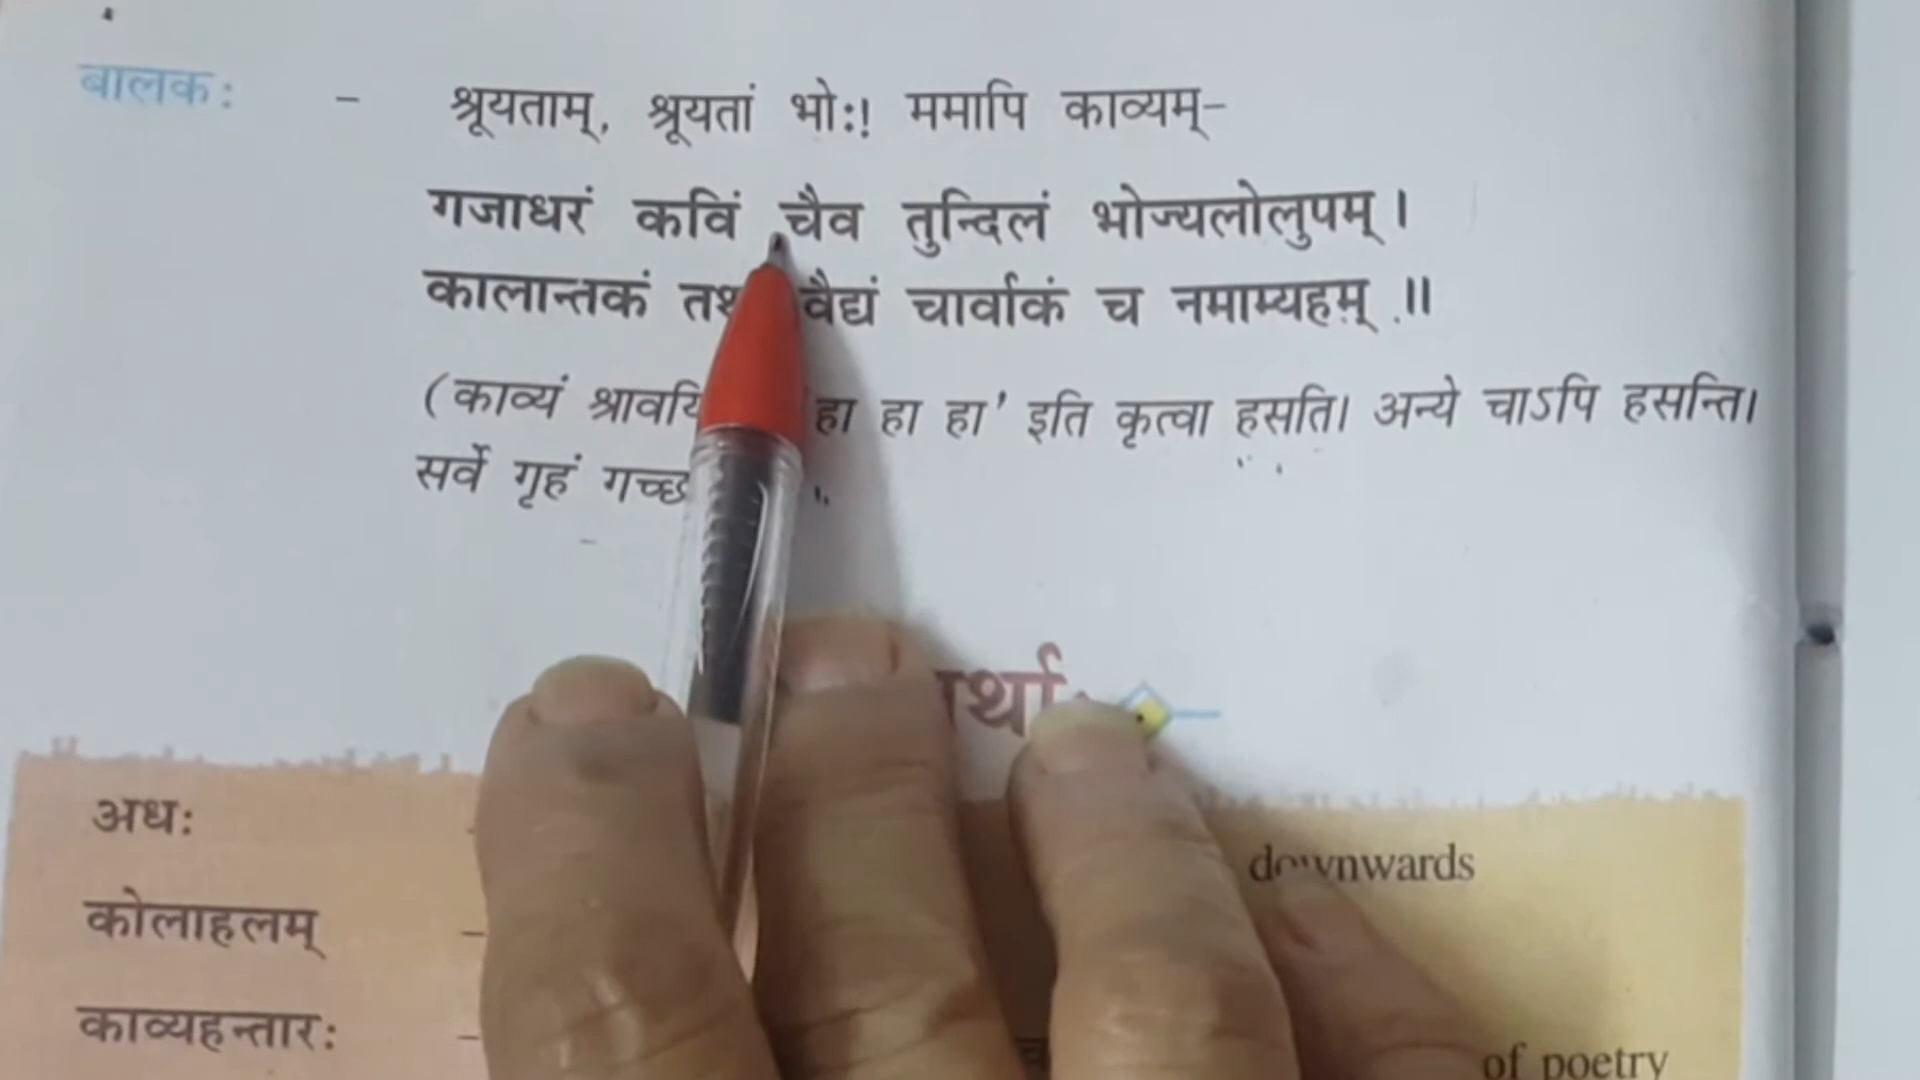 बालकः - श्रूयताम्, श्रूयतां भोः! ममापि काव्यम्-
गजाधरं कविं चैव तुन्दिलं भोज्यलोलुपम् ।
कालान्तकं वैद्यं चार्वाकं च नमाम्यहम् ॥
(काव्यं हा हा हा' इति कृत्वा हसति। अन्ये चाऽपि हसन्ति।
सर्वे गृहं
अधः downwards
कोलाहलम् -
काव्यहन्तारः - of poetry